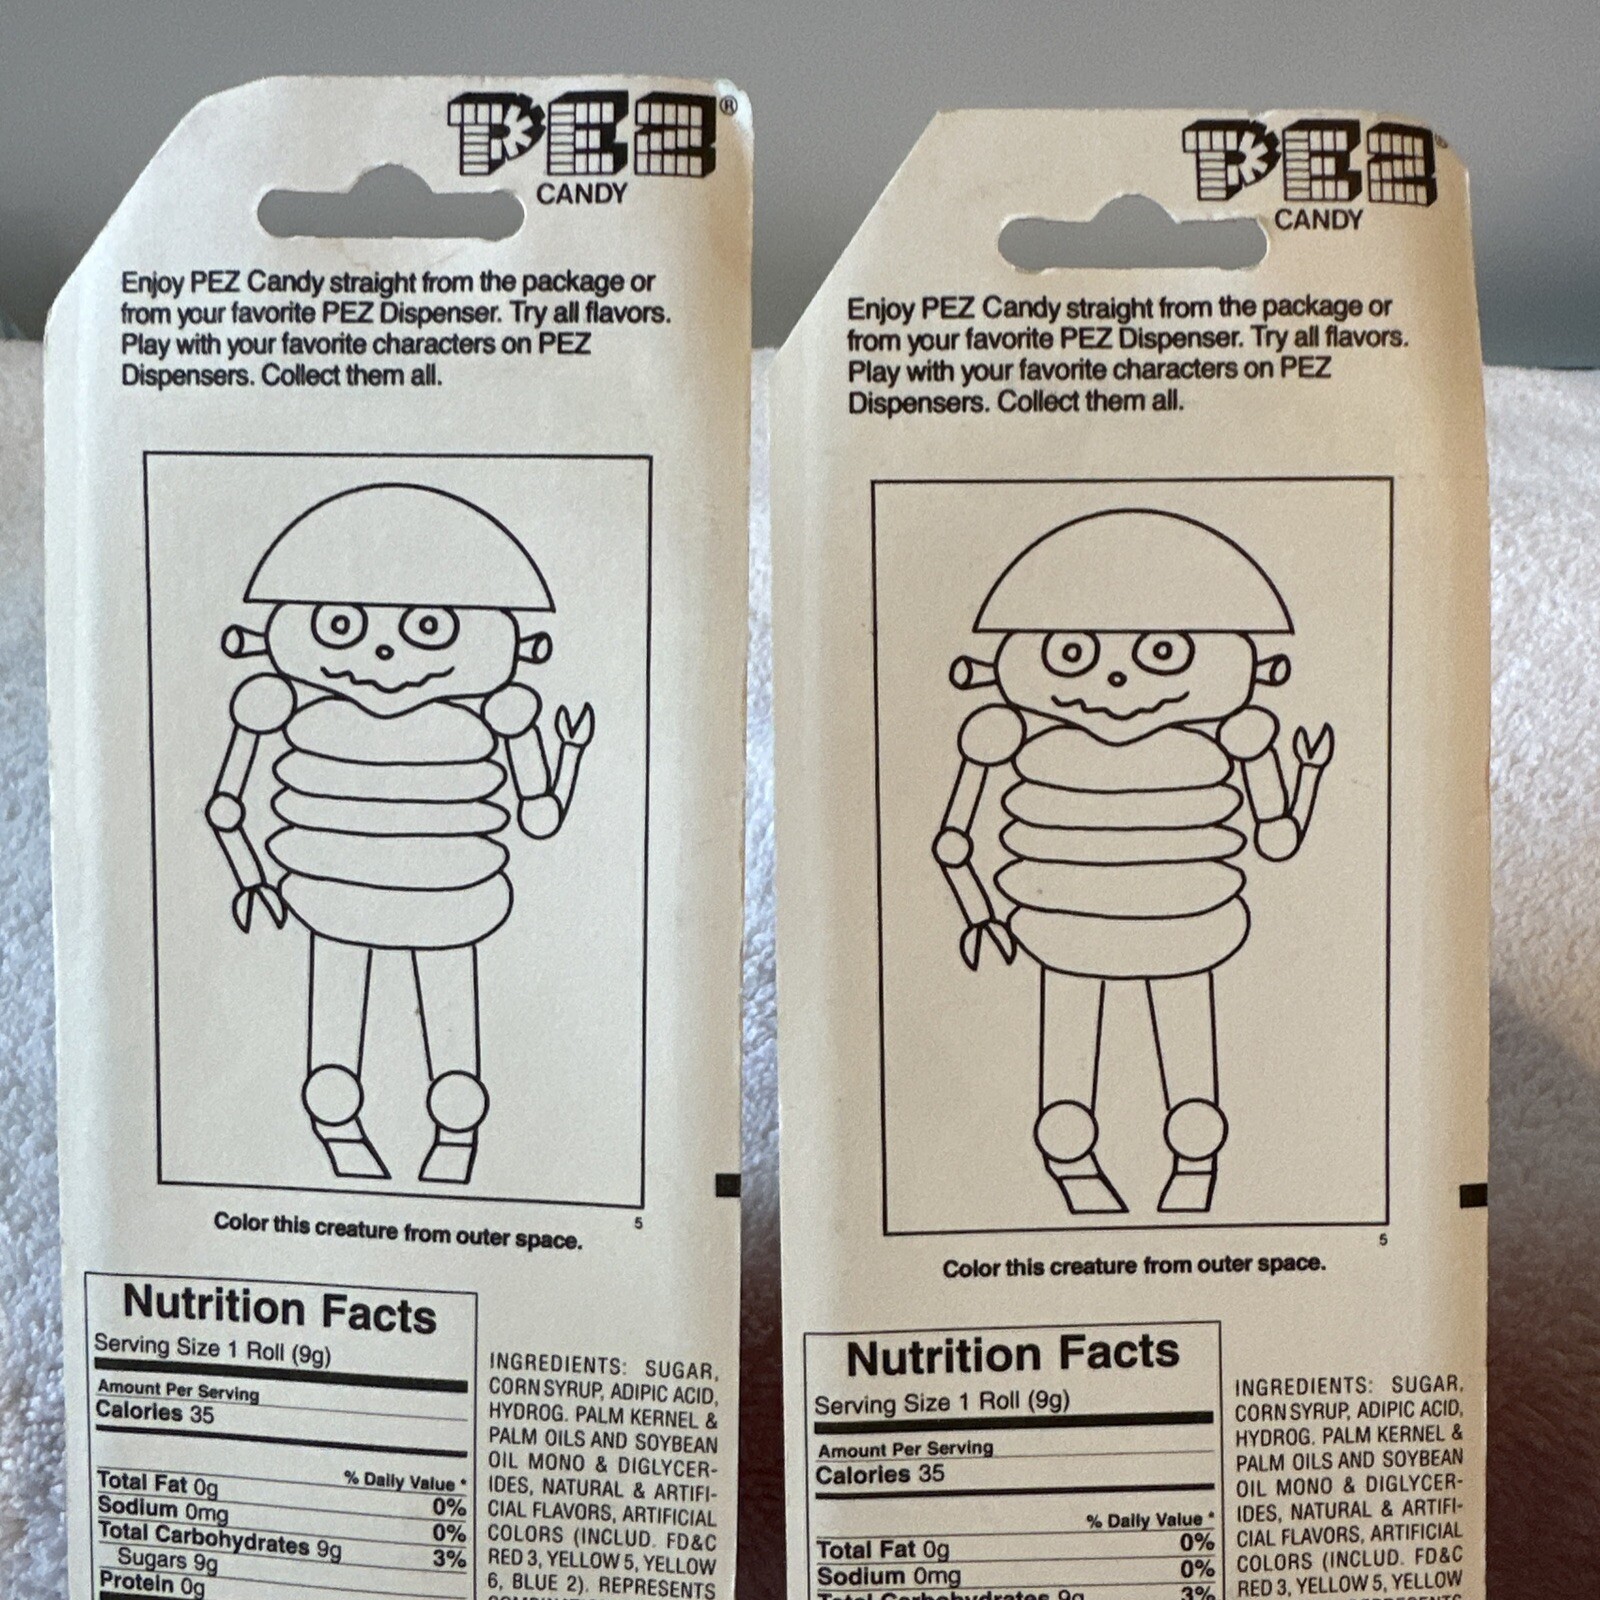 PEZ®
CANDY
Enjoy PEZ Candy straight from the package or
from your favorite PEZ Dispenser. Try all flavors.
Play with your favorite characters on PEZ
Dispensers. Collect them all.
5
Color this creature from outer space.
Nutrition Facts
Serving Size 1 Roll (9g)
Amount Per Serving
Calories 35
% Daily Value *
Total Fat 0g 0%
Sodium 0mg 0%
Total Carbohydrates 9g 3%
Sugars 9g
Protein 0g
INGREDIENTS: SUGAR,
CORN SYRUP, ADIPIC ACID,
HYDROG. PALM KERNEL &
PALM OILS AND SOYBEAN
OIL MONO & DIGLYCER-
IDES, NATURAL & ARTIFI-
CIAL FLAVORS, ARTIFICIAL
COLORS (INCLUD. FD&C
RED 3, YELLOW 5, YELLOW
6, BLUE 2). REPRESENTS
PEZ®
CANDY
Enjoy PEZ Candy straight from the package or
from your favorite PEZ Dispenser. Try all flavors.
Play with your favorite characters on PEZ
Dispensers. Collect them all.
5
Color this creature from outer space.
Nutrition Facts
Serving Size 1 Roll (9g)
Amount Per Serving
Calories 35
% Daily Value *
Total Fat 0g 0%
Sodium 0mg 0%
Total Carbohydrates 9g 3%
INGREDIENTS: SUGAR,
CORN SYRUP, ADIPIC ACID,
HYDROG. PALM KERNEL &
PALM OILS AND SOYBEAN
OIL MONO & DIGLYCER-
IDES, NATURAL & ARTIFI-
CIAL FLAVORS, ARTIFICIAL
COLORS (INCLUD. FD&C
RED 3, YELLOW 5, YELLOW